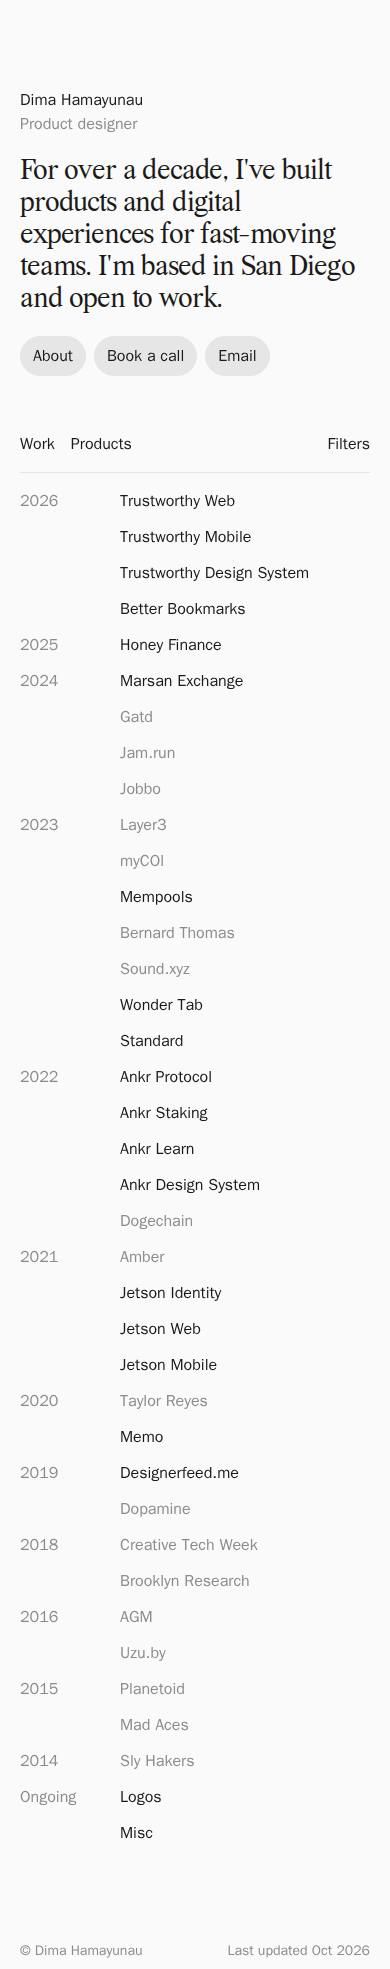 Dima Hamayunau
Product designer
For over a decade, I've built
products and digital
experiences for fast-moving
teams. I'm based in San Diego
and open to work.
About Book a call Email
Work Products Filters
2026 Trustworthy Web
Trustworthy Mobile
Trustworthy Design System
Better Bookmarks
2025 Honey Finance
2024 Marsan Exchange
Gatd
Jam.run
Jobbo
2023 Layer3
myCOI
Mempools
Bernard Thomas
Sound.xyz
Wonder Tab
Standard
2022 Ankr Protocol
Ankr Staking
Ankr Learn
Ankr Design System
Dogechain
2021 Amber
Jetson Identity
Jetson Web
Jetson Mobile
2020 Taylor Reyes
Memo
2019 Designerfeed.me
Dopamine
2018 Creative Tech Week
Brooklyn Research
2016 AGM
Uzu.by
2015 Planetoid
Mad Aces
2014 Sly Hakers
Ongoing Logos
Misc
© Dima Hamayunau Last updated Oct 2026